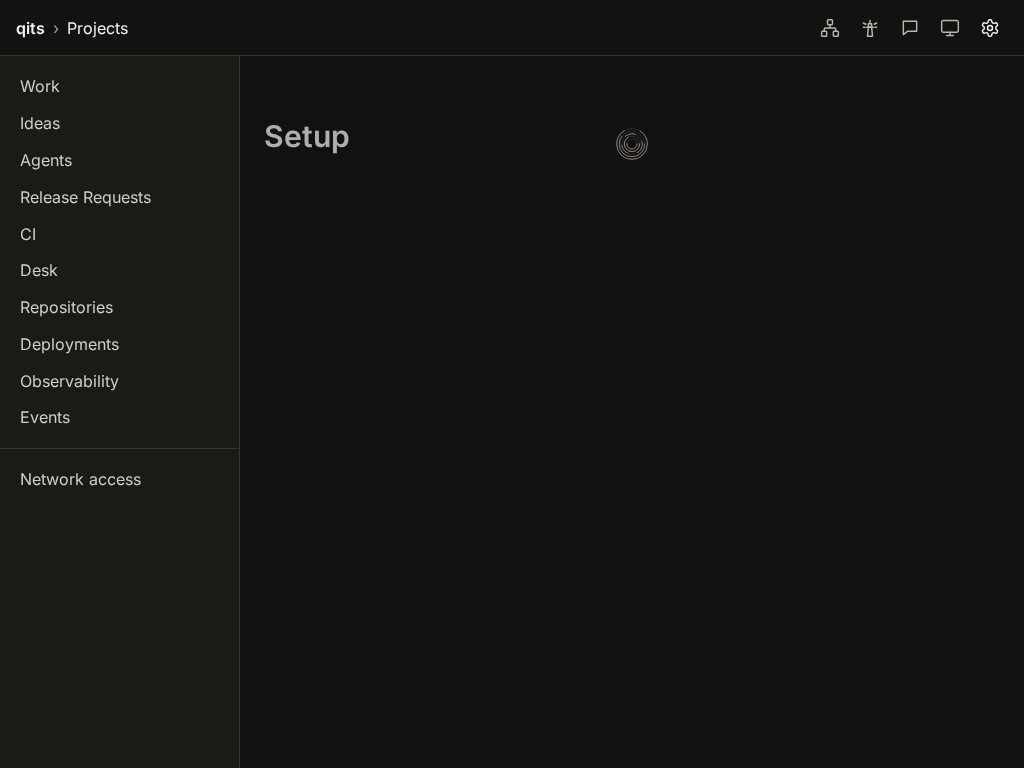 qits › Projects
Work
Ideas
Agents
Release Requests
CI
Desk
Repositories
Deployments
Observability
Events
Network access
Setup